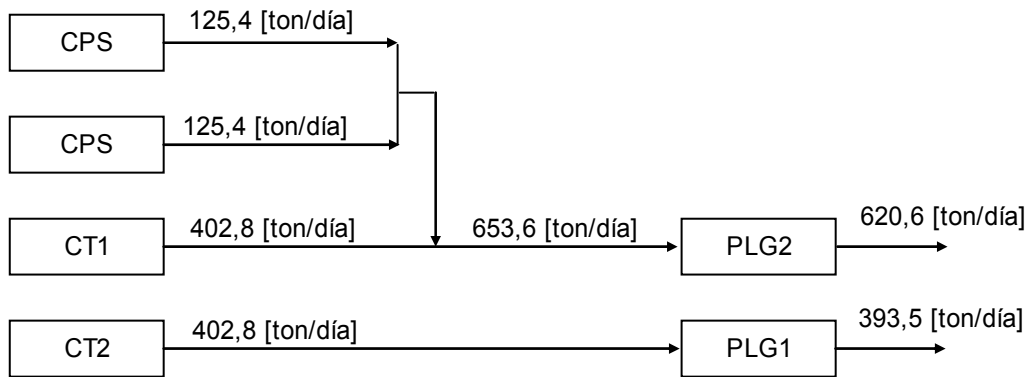 125,4 [ton/día]
CPS
125,4 [ton/día]
CPS
402,8 [ton/día]
653,6 [ton/día]
620,6 [ton/día]
CT1
PLG2
402,8 [ton/día]
393,5 [ton/día]
CT2
PLG1